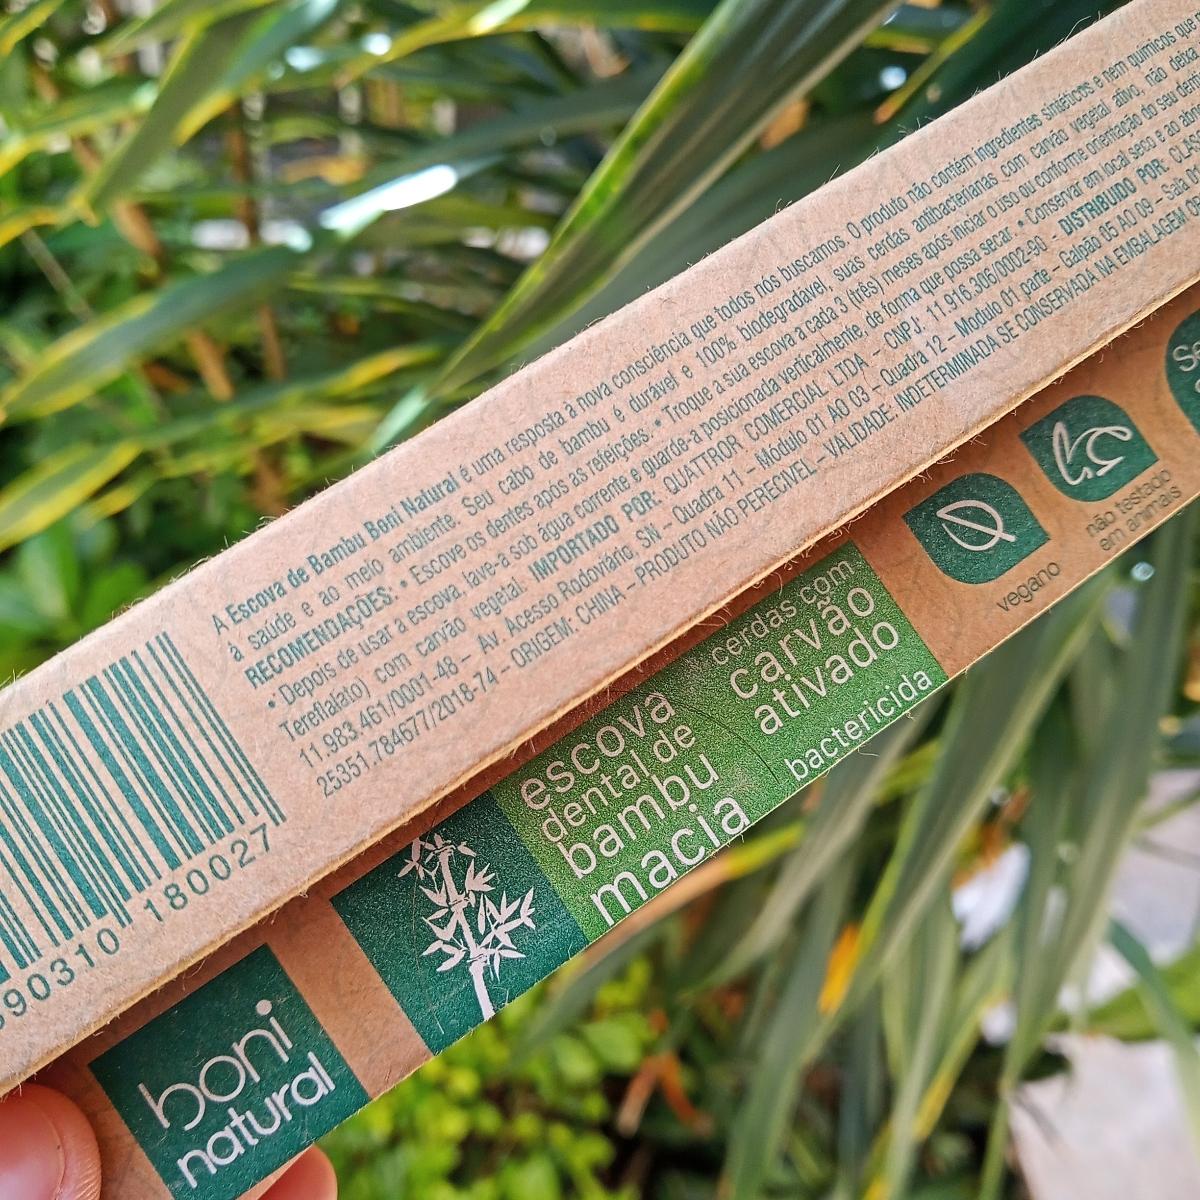 A Escova de Bambu Boni Natural é uma resposta à nova consciência que todos nós buscamos. O produto não contém ingredientes sintéticos e nem químicos que
à saúde e ao meio ambiente. Seu cabo de bambu é durável e 100% biodegradável, suas cerdas antibacterianas com carvão vegetal ativo, não deixa
RECOMENDAÇÕES: • Escove os dentes após as refeições. • Troque a sua escova a cada 3 (três) meses após iniciar o uso ou conforme orientação do seu
• Depois de usar a escova, lave-a sob água corrente e guarde-a posicionada verticalmente, de forma que possa secar • Conservar em local seco e ao
com carvão vegetal. IMPORTADO POR: QUATTROR COMERCIAL LTDA – CNPJ: 11.916.306/0002-90 – DISTRIBUIDO POR:
11.983.461/0001-48 – Av. Acesso Rodoviário SN – Quadra 11 – Módulo 01 AO 03 – Quadra 12 – Modulo 01 parte – Galpão 05 AO 09 – Sala
25351.784677/2018-74 – ORIGEM: CHINA – PRODUTO NÃO PERECÍVEL – VALIDADE INDETERMINADA SE CONSERVADA NA EMBALAGEM
90310 180027
boni
natural
escova
dental de
bambu
macia
cerdas com
carvão
ativado
bactericida
vegano
não testado
em animais